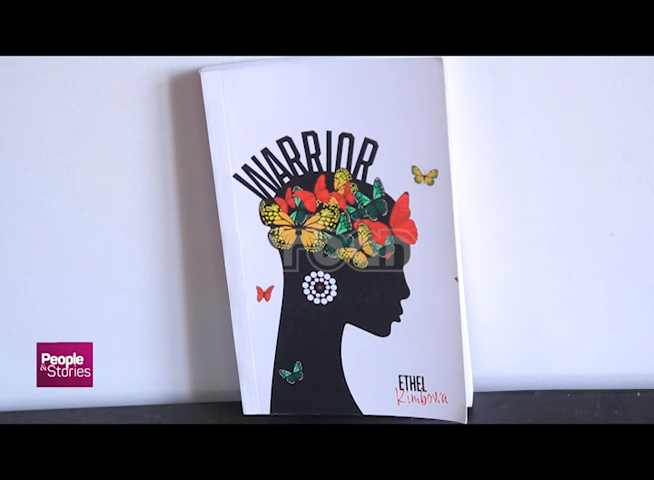 WARRIOR
ETHEL
Kimbowa
People
& Stories